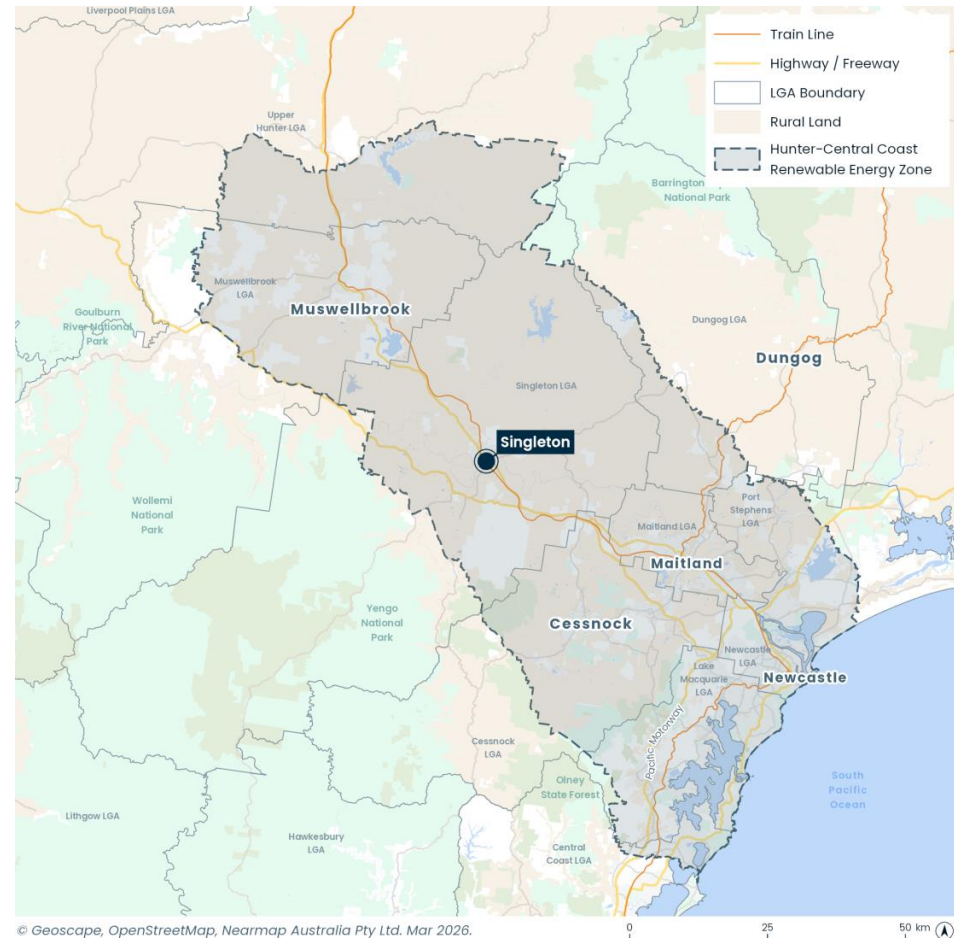 Liverpool Plains LGA
Train Line
Highway / Freeway
LGA Boundary
Rural Land
Hunter-Central Coast
Renewable Energy Zone
Upper
Hunter LGA
Barrington
National Park
Muswellbrook
LGA
Muswellbrook
Goulburn
River National
Park
Dungog LGA
Dungog
Singleton LGA
Singleton
Wollemi
National
Park
Port
Stephens
LGA
Maitland LGA
Maitland
Yengo
National
Park
Cessnock
Newcastle
LGA
Lake
Macquarie
LGA
Newcastle
Pacific Motorway
Cessnock
LGA
Olney
State Forest
South
Pacific
Ocean
Lithgow LGA
Hawkesbury
LGA
Central
Coast LGA
© Geoscape, OpenStreetMap, Nearmap Australia Pty Ltd. Mar 2026.
0 25 50 km